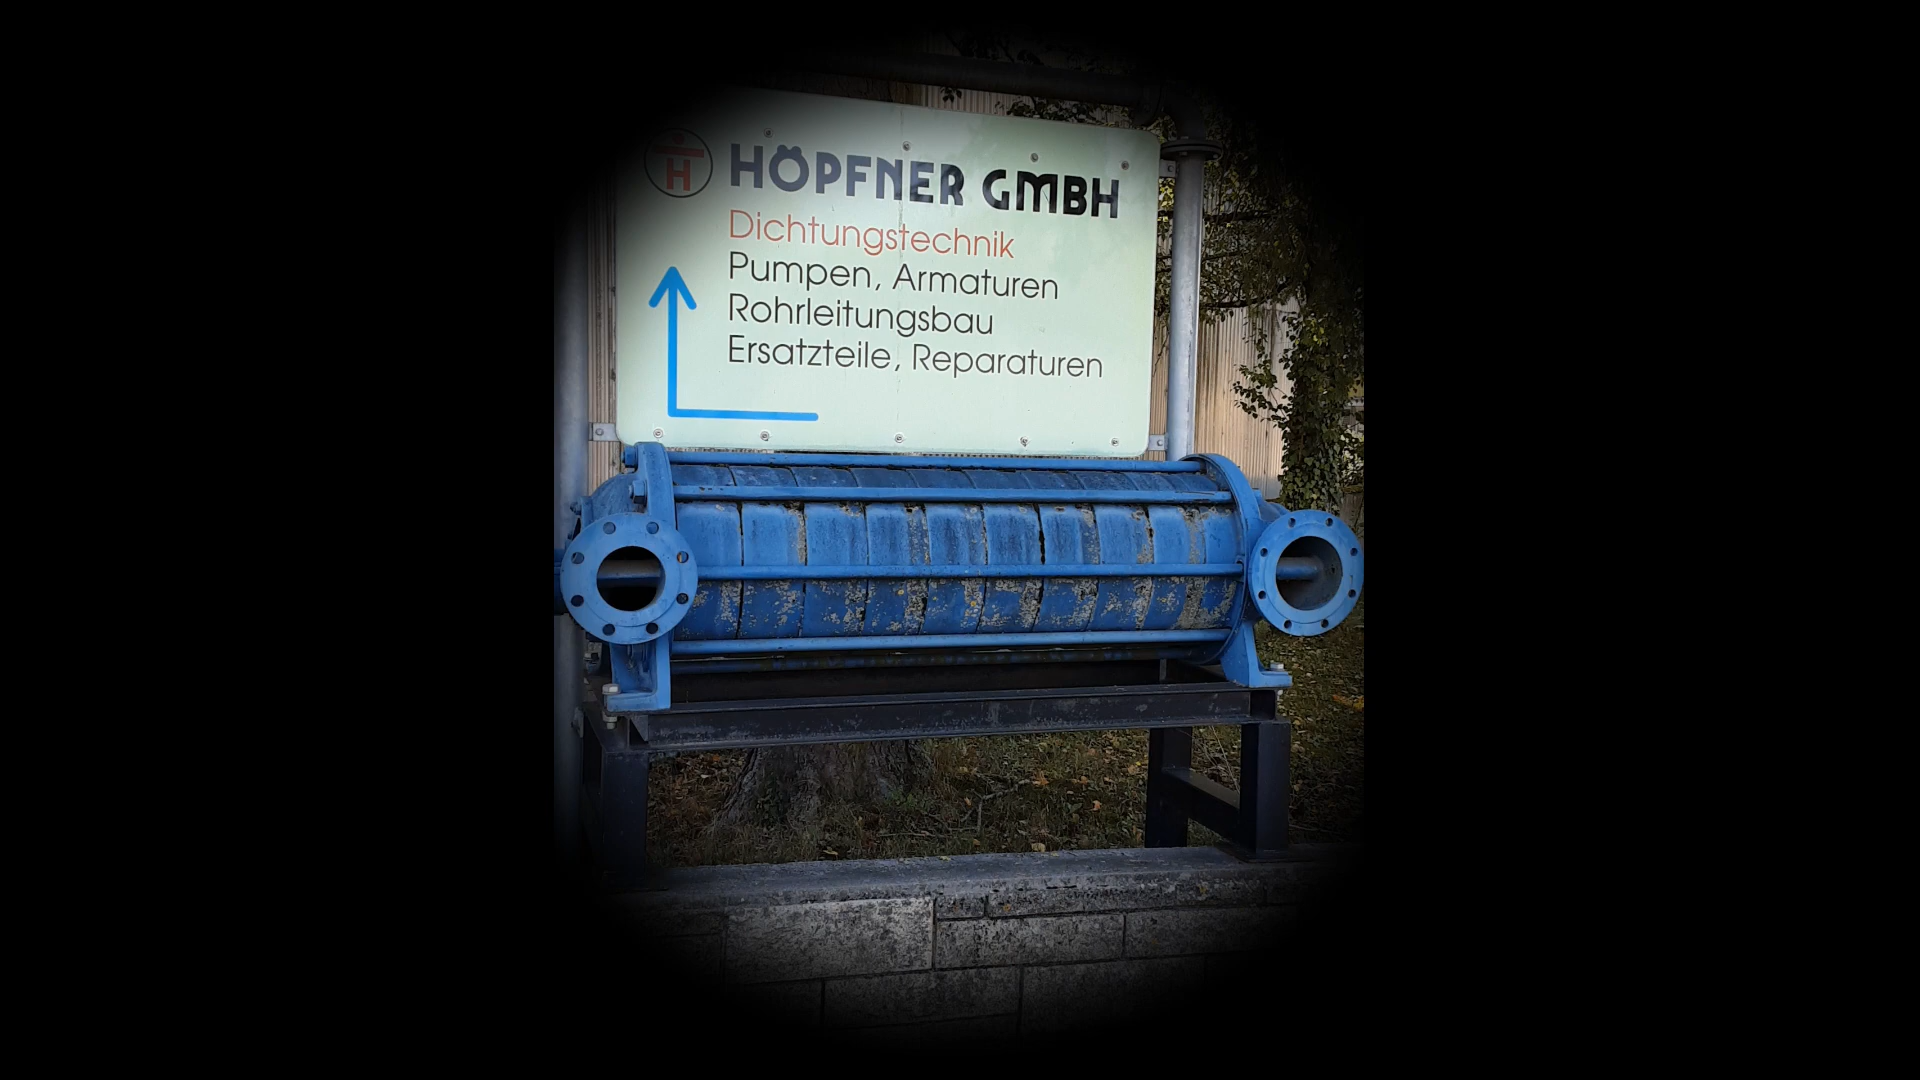 H
HÖPFNER GMBH
Dichtungstechnik
Pumpen, Armaturen
Rohrleitungsbau
Ersatzteile, Reparaturen